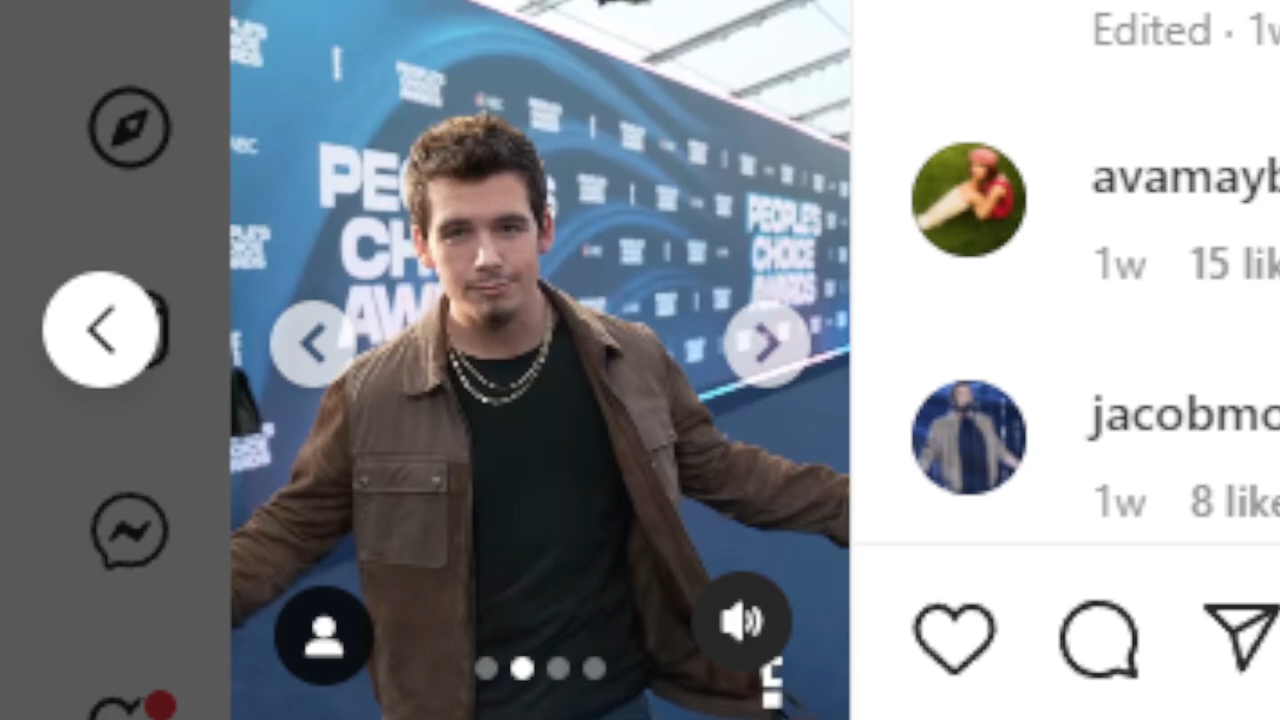 Edited · 1w
PEOPLE'S
CHOICE
AWARDS
avamayb
1w 15 lik
jacobmo
1w 8 like